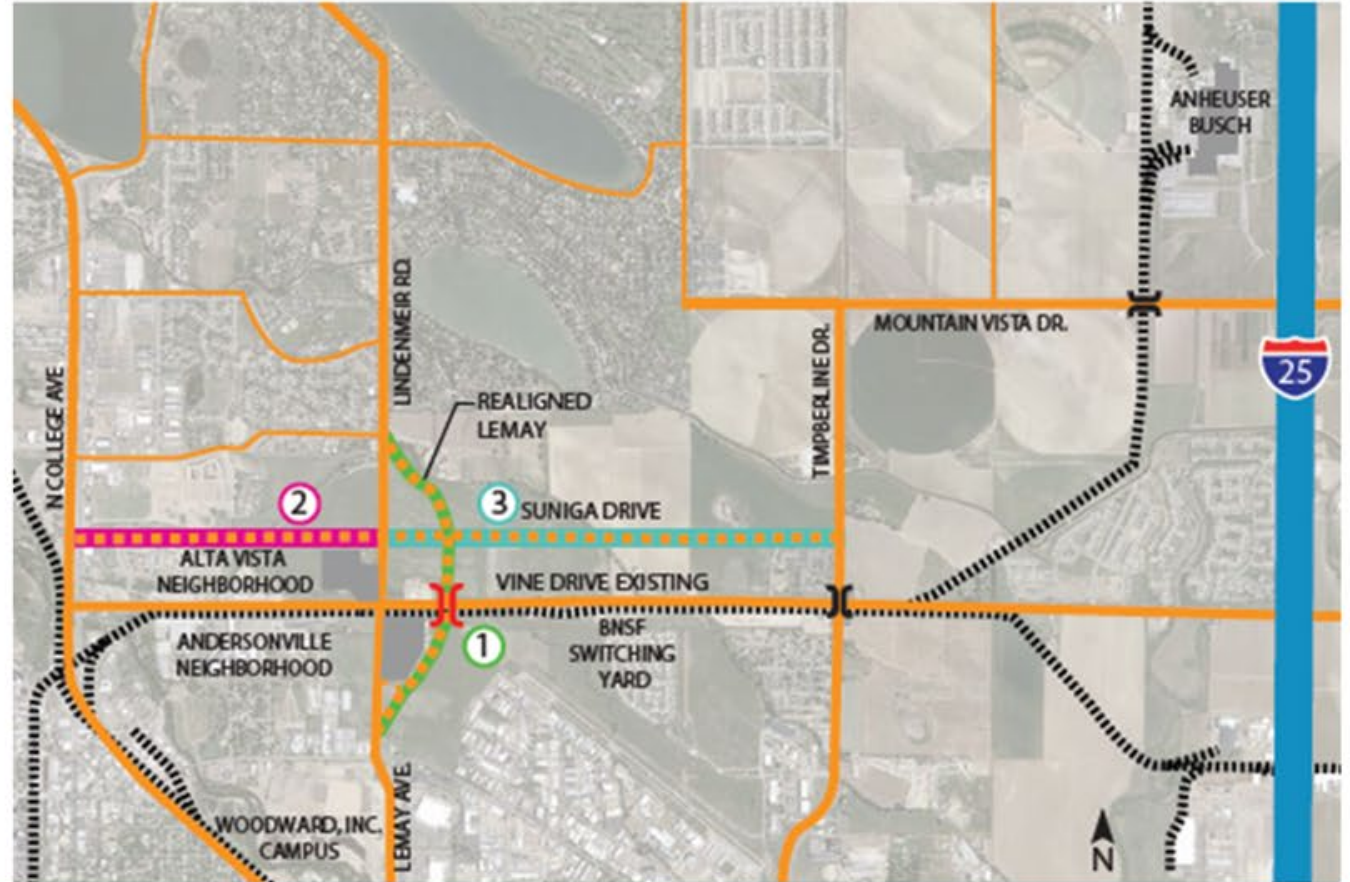 ANHEUSER
BUSCH
LINDENMEIR RD.
MOUNTAIN VISTA DR.
TIMPBERLINE DR.
25
N COLLEGE AVE
REALIGNED
LEMAY
2
3
SUNIGA DRIVE
ALTA VISTA
NEIGHBORHOOD
VINE DRIVE EXISTING
ANDERSONVILLE
NEIGHBORHOOD
1
BNSF
SWITCHING
YARD
WOODWARD, INC.
CAMPUS
LEMAY AVE.
N